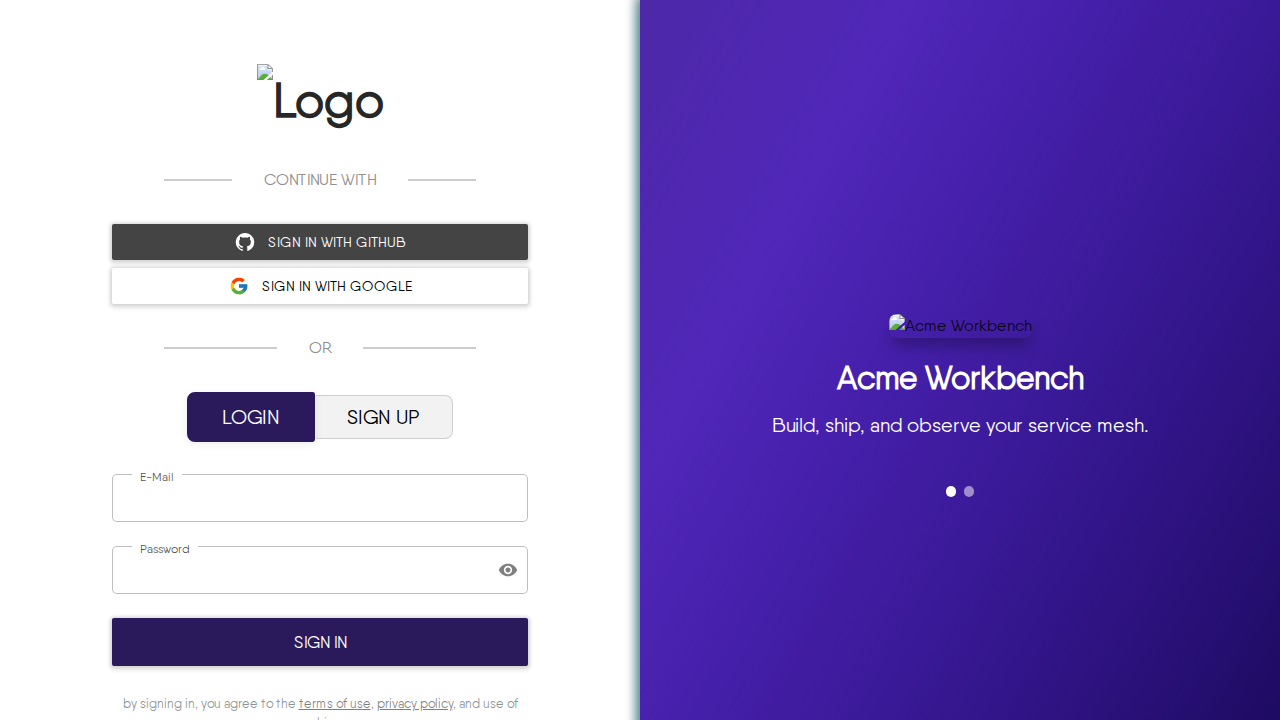 Logo
CONTINUE WITH
SIGN IN WITH GITHUB
SIGN IN WITH GOOGLE
OR
LOGIN
SIGN UP
E-Mail
Password
SIGN IN
by signing in, you agree to the terms of use, privacy policy, and use of
Acme Workbench
Acme Workbench
Build, ship, and observe your service mesh.